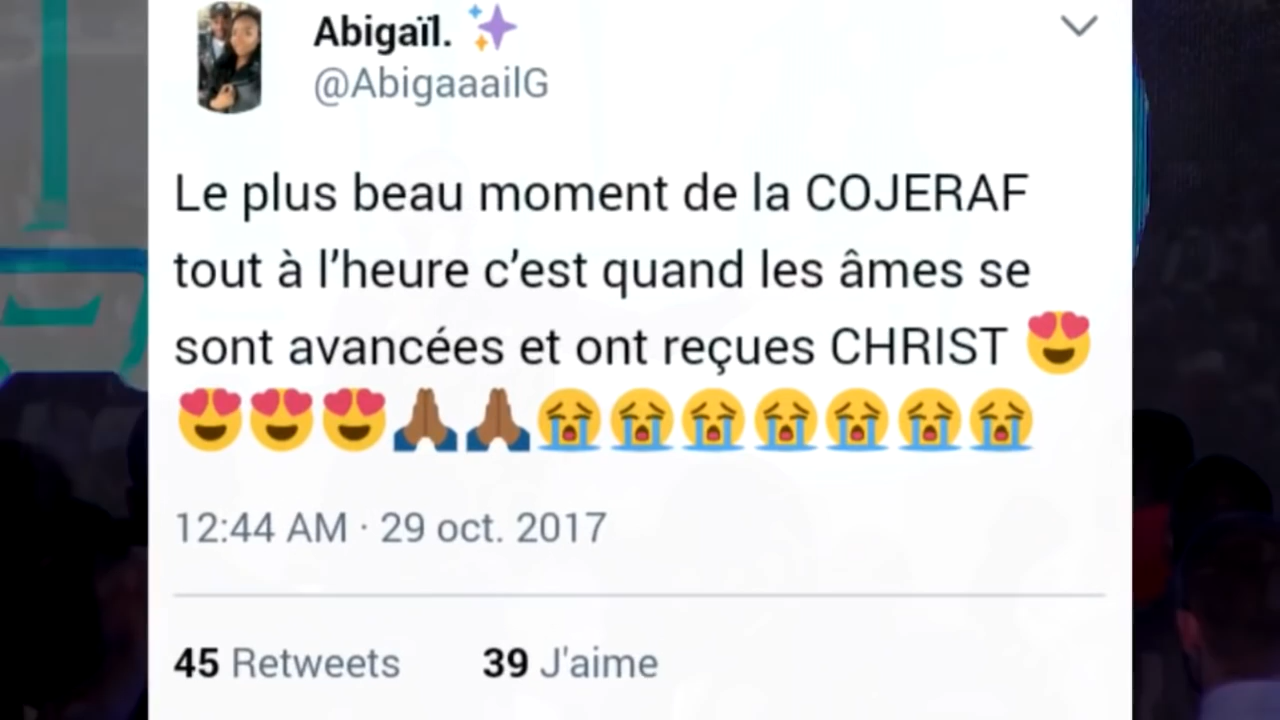 Abigaïl. ✨
@AbigaaailG
Le plus beau moment de la COJERAF
tout à l’heure c’est quand les âmes se
sont avancées et ont reçues CHRIST 😍
😍😍😍🙏🏾🙏🏾😭😭😭😭😭😭😭
12:44 AM · 29 oct. 2017
45 Retweets 39 J'aime